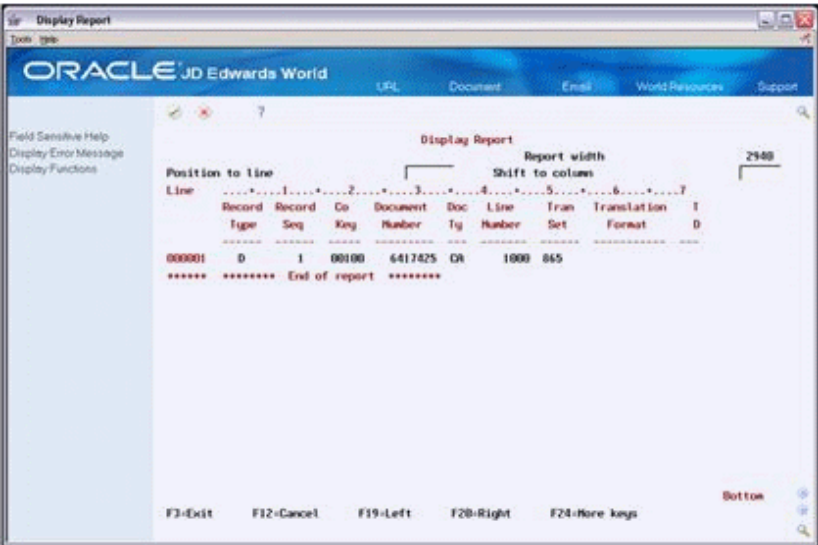 Display Report
Tools Help
ORACLE JD Edwards World
URL Document Email World Resources Support
?
Field Sensitive Help
Display Error Message
Display Functions
Display Report
Report width 2940
Position to line Shift to column
Line ....+....1....+....2....+....3....+....4....+....5....+....6....+....7
Record Record Co Document Doc Line Tran Translation T
Type Seq Key Number Ty Number Set Format D
------ ------ ----- -------- --- ------ ------ ----------- ---
000001 D 1 00100 6417425 CA 1000 865
****** ******** End of report ********
Bottom
F3=Exit F12=Cancel F19=Left F20=Right F24=More keys